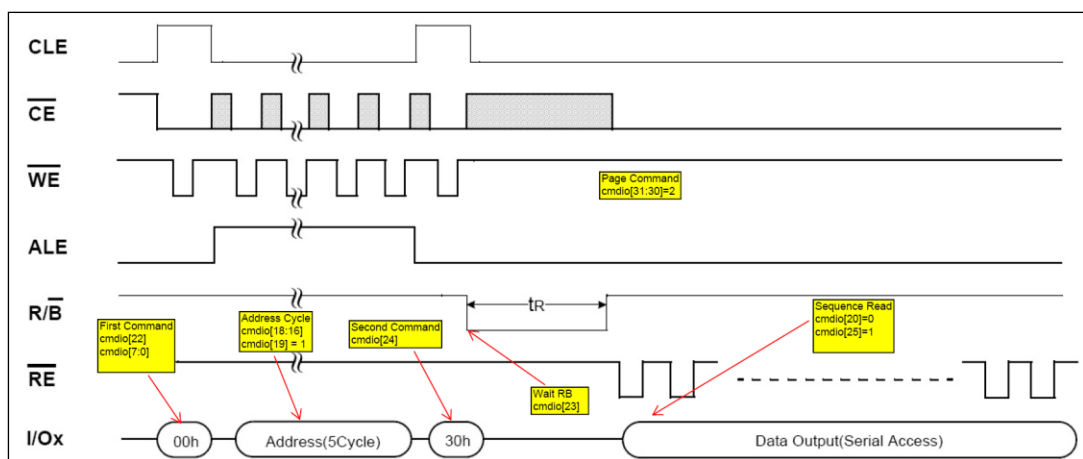 CLE
CE
WE
Page Command
cmdio[31:30]=2
ALE
R/B
tR
First Command
cmdio[22]
cmdio[7:0]
Address Cycle
cmdio[18:16]
cmdio[19] = 1
Second Command
cmdio[24]
Sequence Read
cmdio[20]=0
cmdio[25]=1
RE
Wait RB
cmdio[23]
I/Ox
00h
Address(5Cycle)
30h
Data Output(Serial Access)